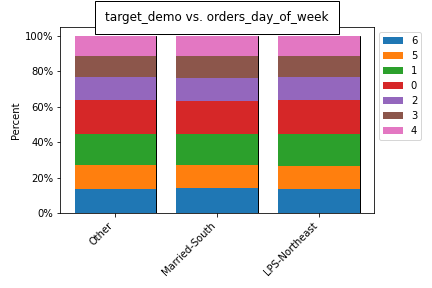 target_demo vs. orders_day_of_week
100%
80%
60%
40%
20%
0%
Percent
Other
Married-South
LPS-Northeast
6
5
1
0
2
3
4